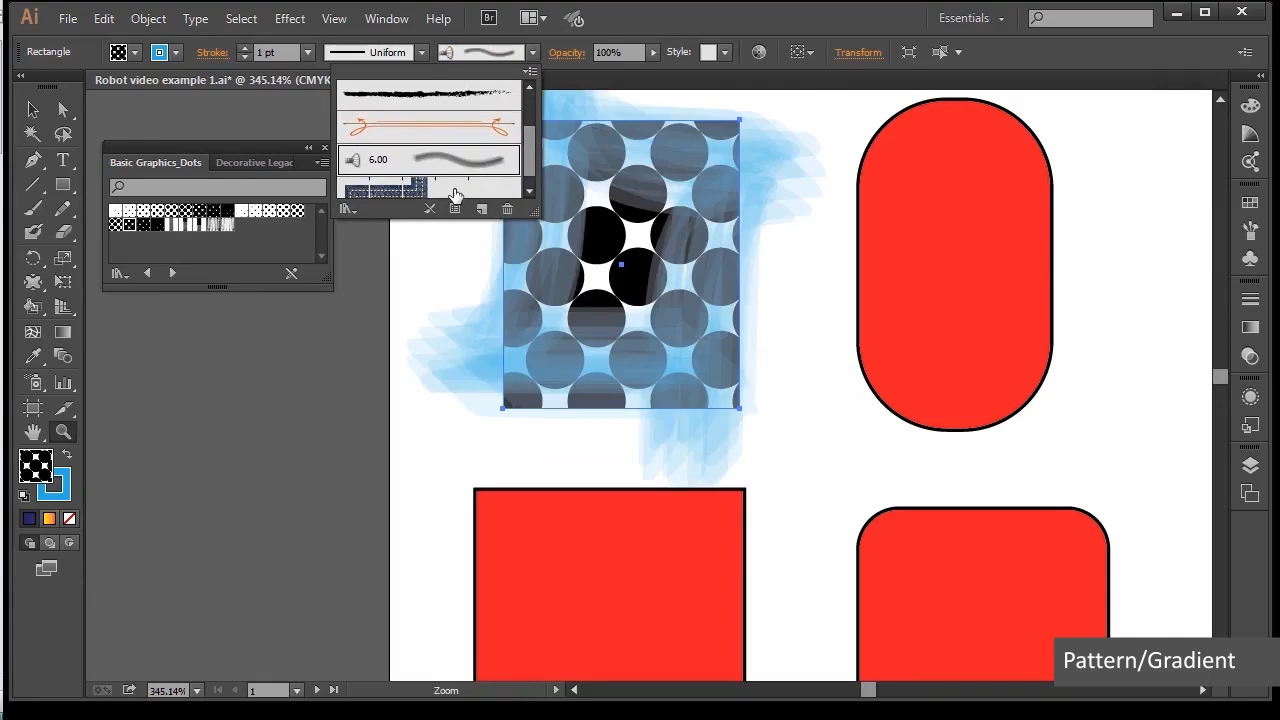 Ai File Edit Object Type Select Effect View Window Help Br Essentials
Rectangle Stroke: 1 pt Uniform Opacity: 100% Style: Transform
Robot video example 1.ai* @ 345.14% (CMYK
6.00
Basic Graphics_Dots Decorative Legac
Pattern/Gradient
345.14% 1 Zoom